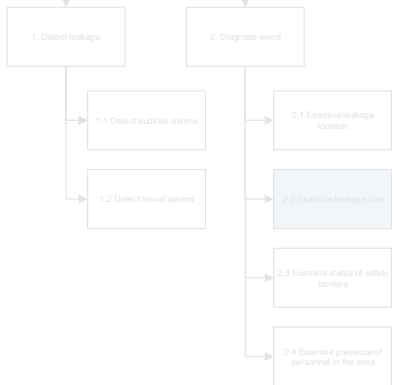 1. Detect leakage
2. Diagnose event
1.1 Detect auditive alarms
2.1 Examine leakage
location
1.2 Detect visual alarms
2.2 Examine leakage size
2.3 Examine status of safety
barriers
2.4 Examine presence of
personnel in the area